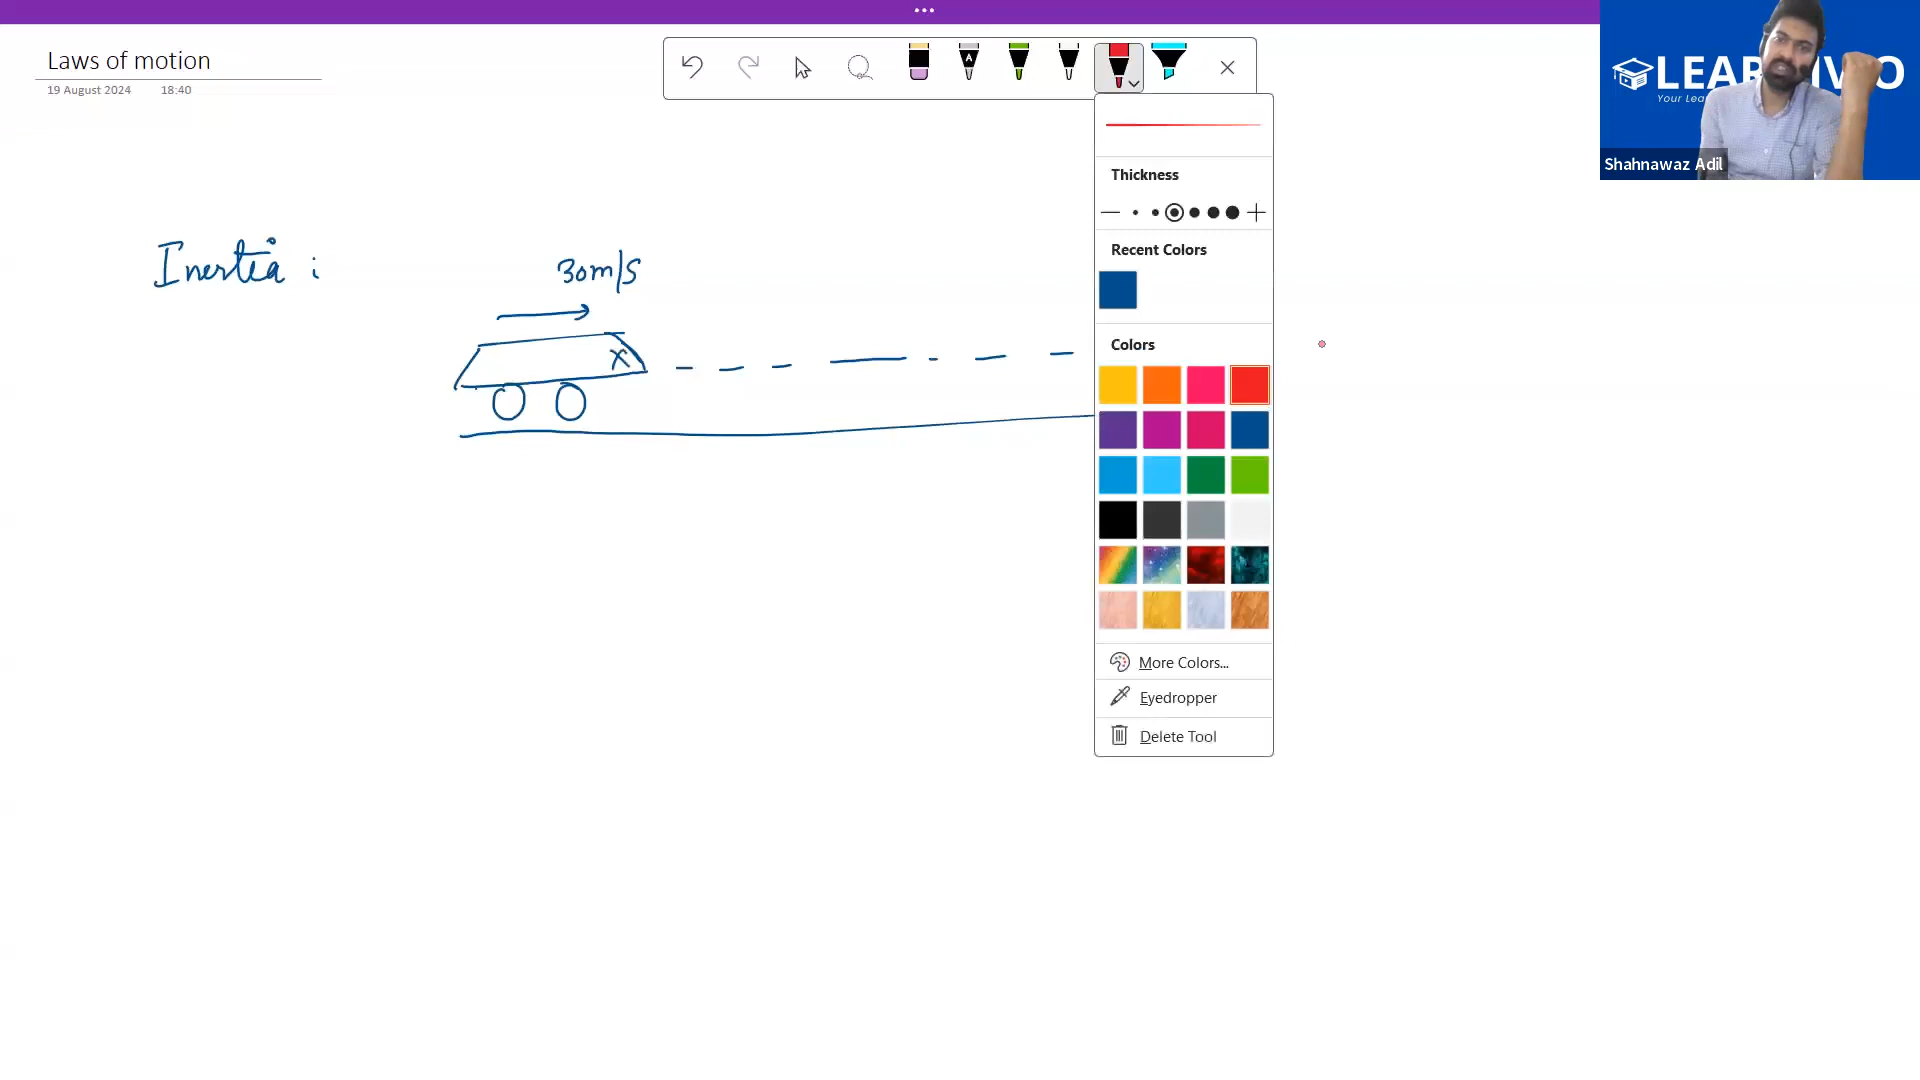 Laws of motion
19 August 2024 18:40
A
Thickness
Recent Colors
Colors
More Colors...
Eyedropper
Delete Tool
Inertia :
30m/s
X
Your Lea
Shahnawaz Adil